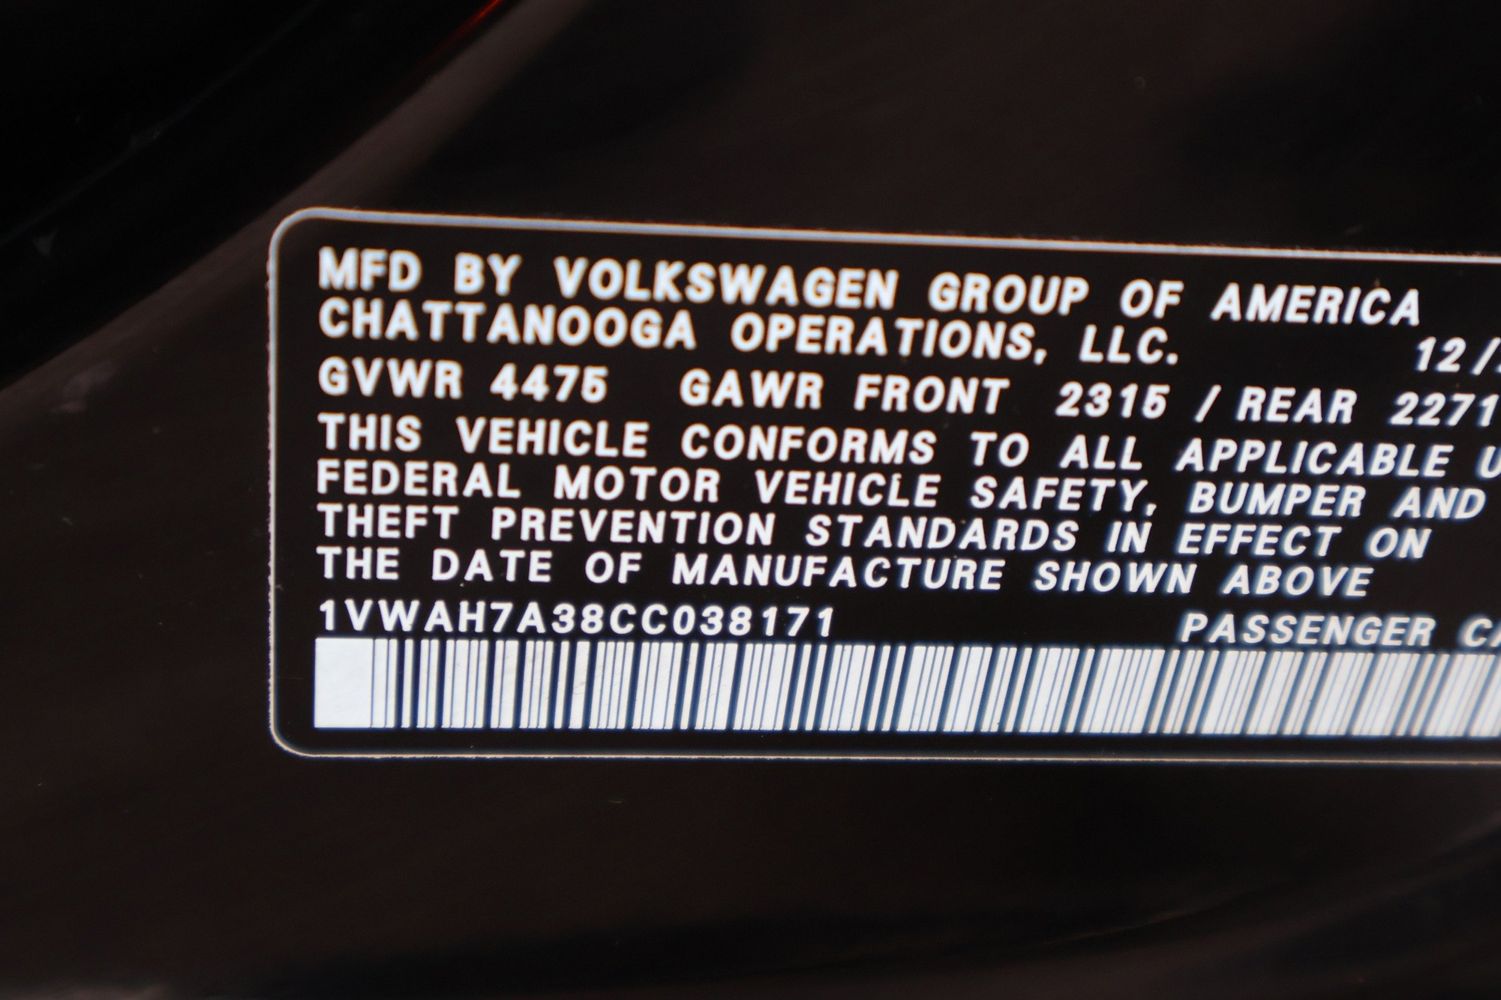 MFD BY VOLKSWAGEN GROUP OF AMERICA
CHATTANOOGA OPERATIONS, LLC. 12/
GVWR 4475 GAWR FRONT 2315 / REAR 2271
THIS VEHICLE CONFORMS TO ALL APPLICABLE U
FEDERAL MOTOR VEHICLE SAFETY, BUMPER AND
THEFT PREVENTION STANDARDS IN EFFECT ON
THE DATE OF MANUFACTURE SHOWN ABOVE
1VWAH7A38CC038171 PASSENGER CA